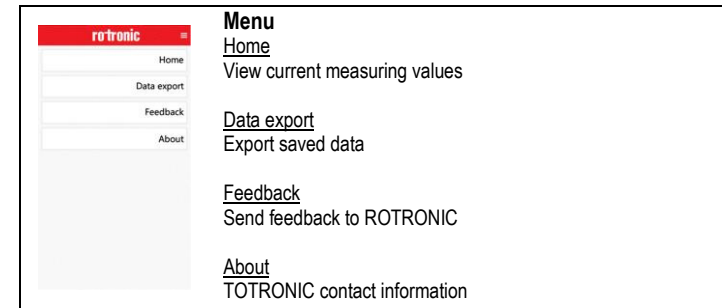 rotronic
Home
Data export
Feedback
About
Menu
Home
View current measuring values
Data export
Export saved data
Feedback
Send feedback to ROTRONIC
About
TOTRONIC contact information